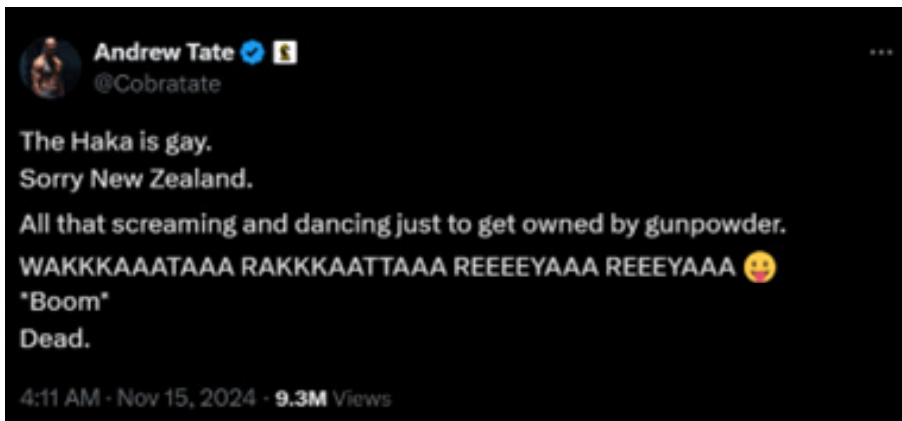 Andrew Tate
@Cobratate
The Haka is gay.
Sorry New Zealand.
All that screaming and dancing just to get owned by gunpowder.
WAKKKAAATAAA RAKKKAATTAAA REEEEYAAA REEEYAAA 😛
*Boom*
Dead.
4:11 AM · Nov 15, 2024 · 9.3M Views